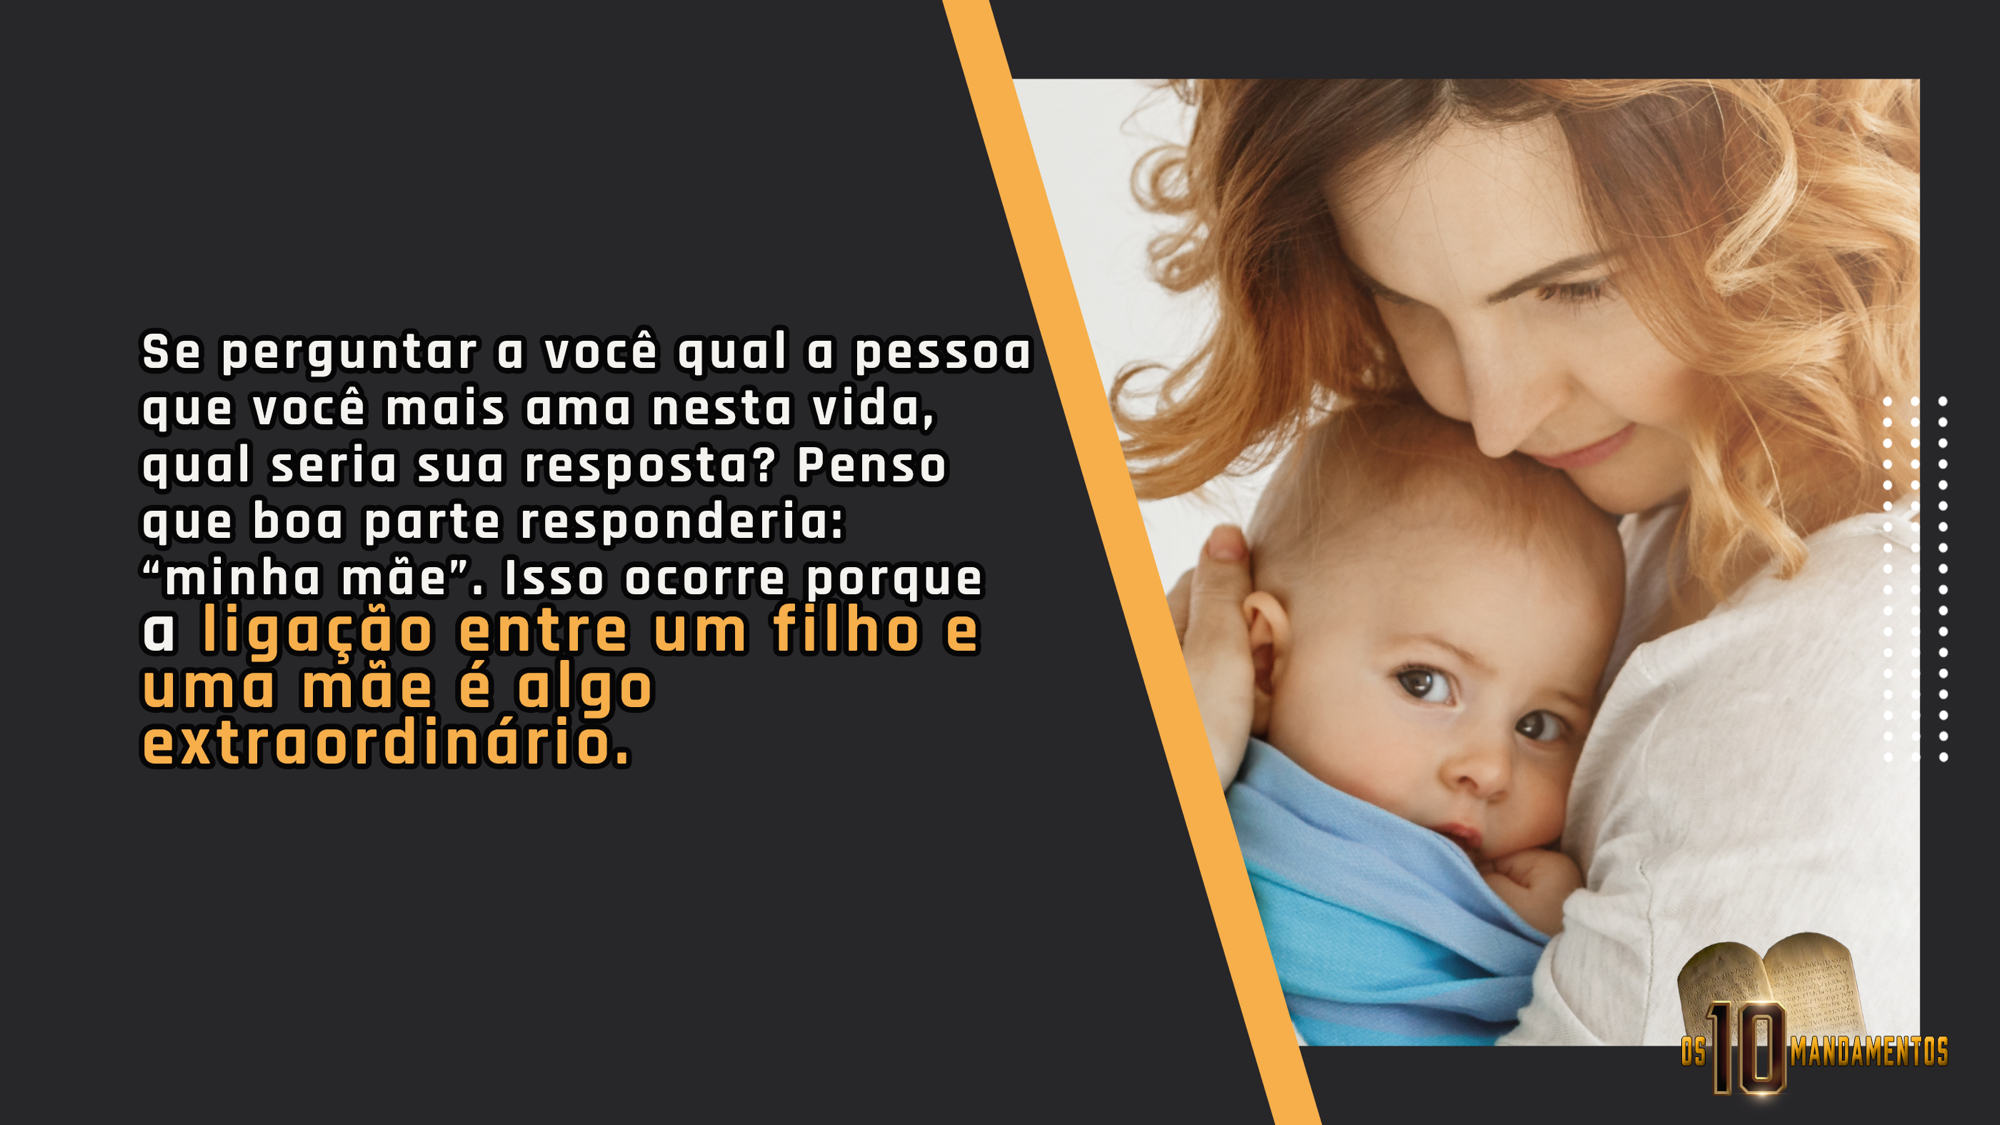 Se perguntar a você qual a pessoa
que você mais ama nesta vida,
qual seria sua resposta? Penso
que boa parte responderia:
“minha mãe”. Isso ocorre porque
a ligação entre um filho e
uma mãe é algo
extraordinário.
OS 10 MANDAMENTOS